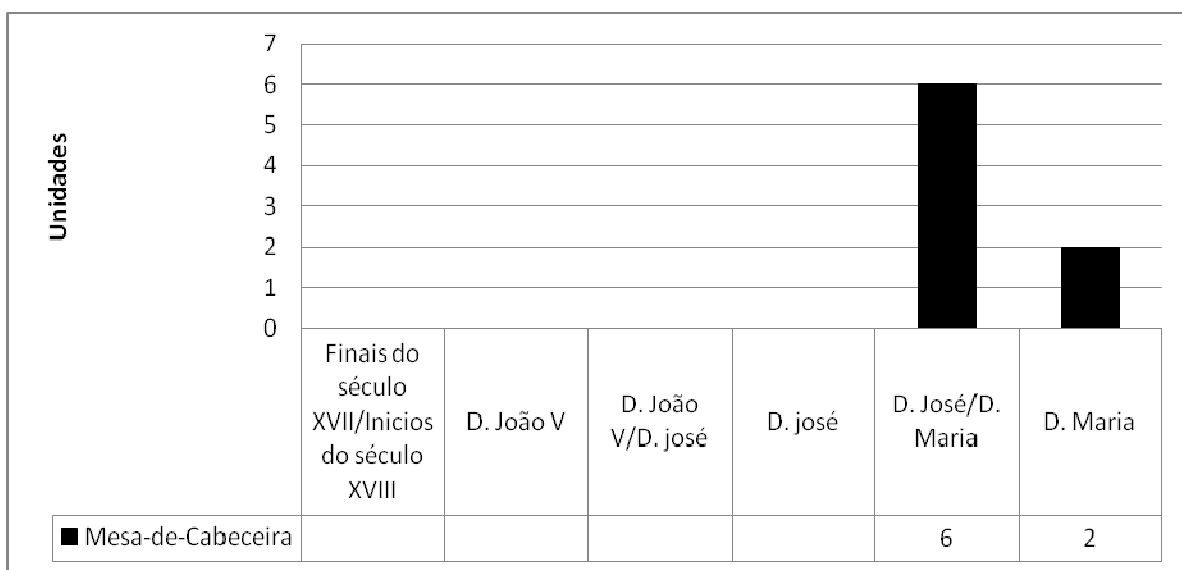 Unidades
7
6
5
4
3
2
1
0
Finais do
século
XVII/Inicios
do século
XVIII
D. João V
D. João
V/D. josé
D. josé
D. José/D.
Maria
D. Maria
Mesa-de-Cabeceira
6
2